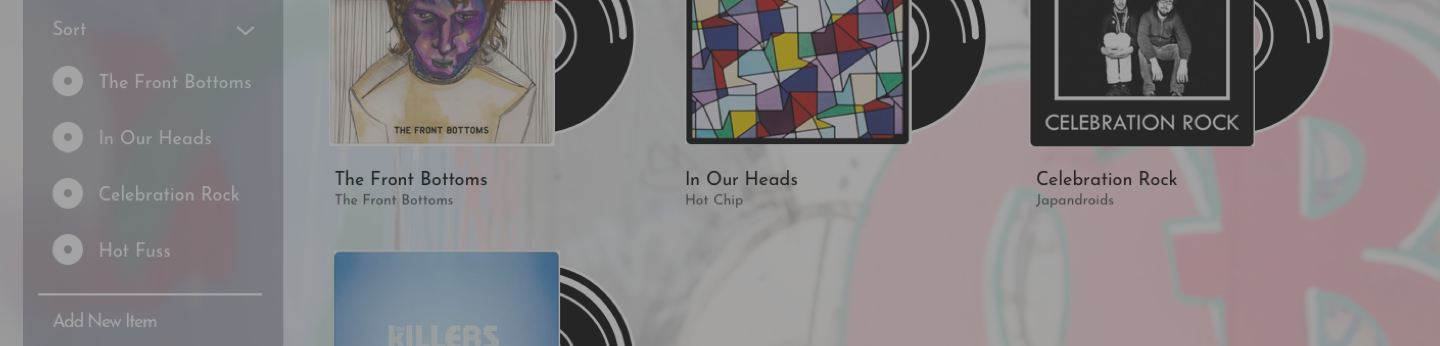 Sort
The Front Bottoms
In Our Heads
Celebration Rock
Hot Fuss
Add New Item
THE FRONT BOTTOMS
The Front Bottoms
The Front Bottoms
In Our Heads
Hot Chip
CELEBRATION ROCK
Celebration Rock
Japandroids
the KILLERS